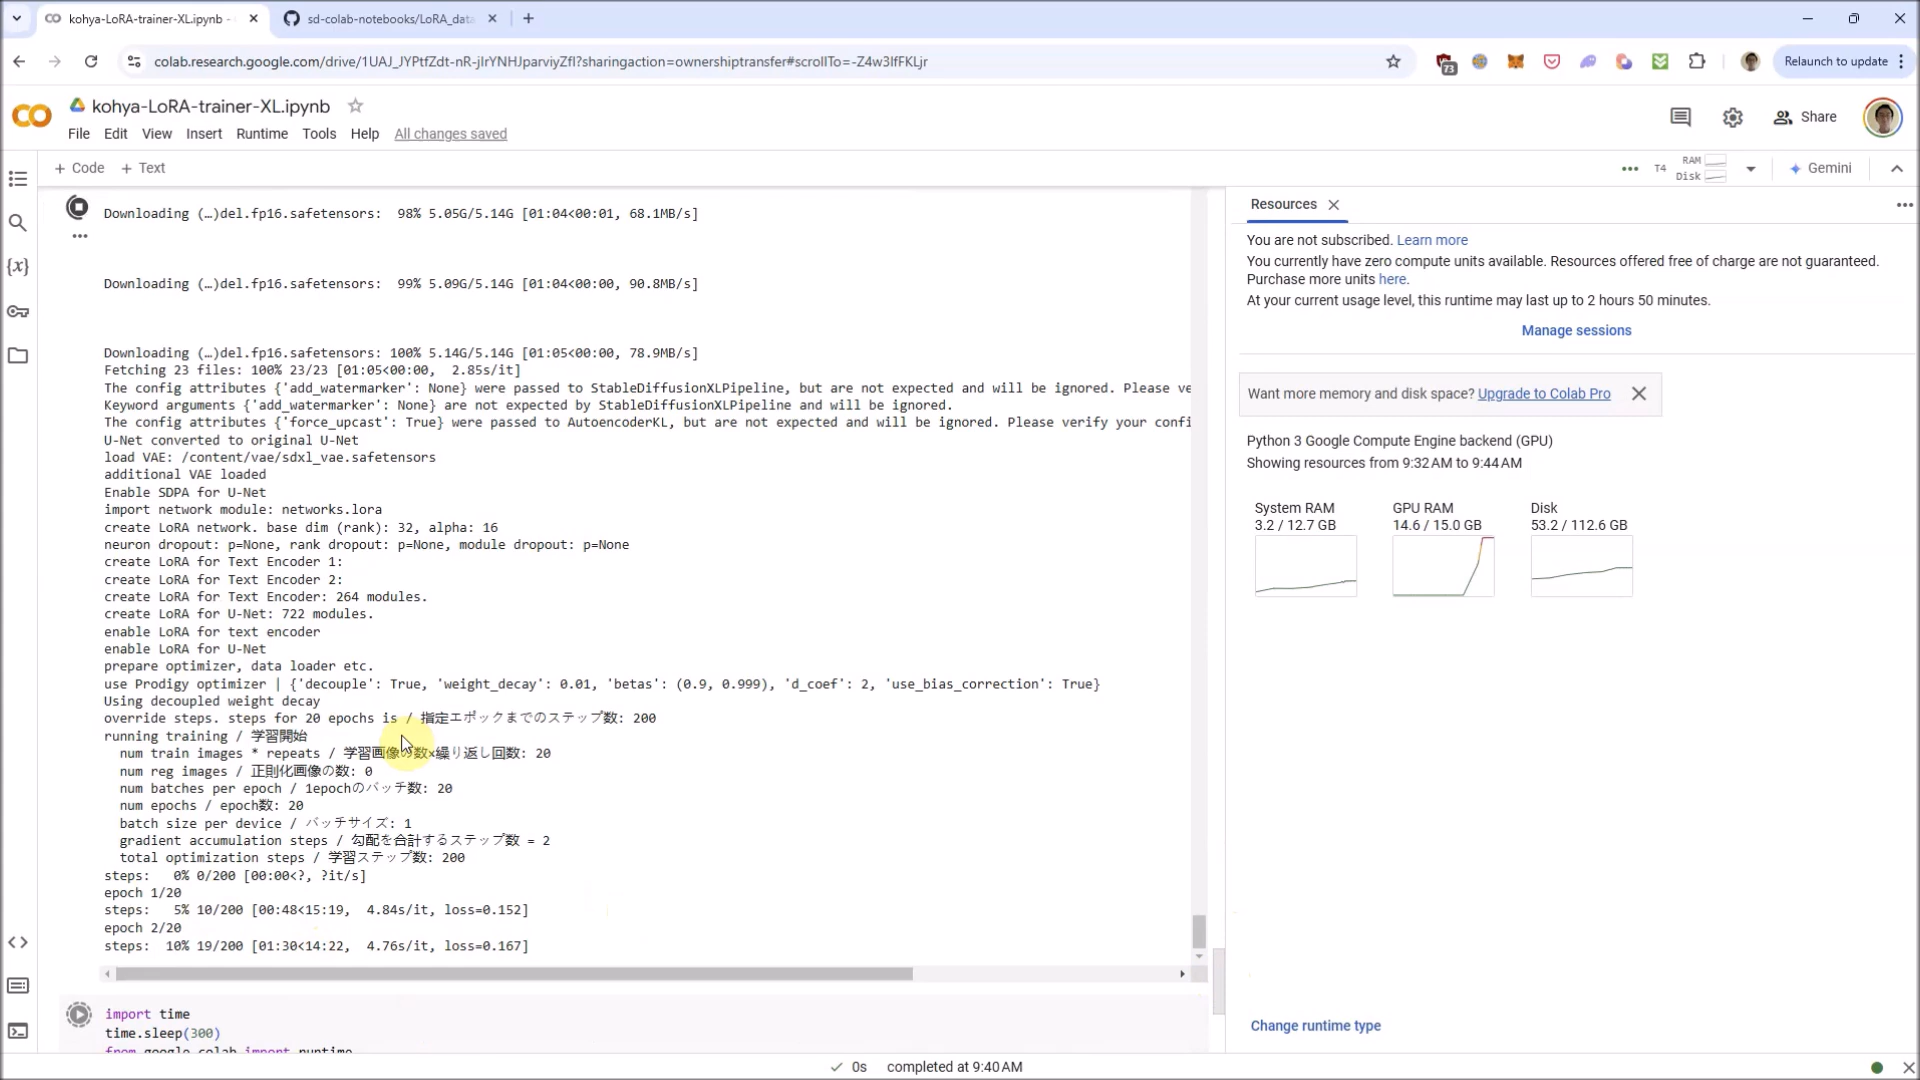 kohya-LoRA-trainer-XL.ipynb -
sd-colab-notebooks/LoRA_data
colab.research.google.com/drive/1UAJ_JYPtfZdt-nR-jlrYNHJparviyZfI?sharingaction=ownershiptransfer#scrollTo=-Z4w3IfFKLjr
73
Relaunch to update
kohya-LoRA-trainer-XL.ipynb
File Edit View Insert Runtime Tools Help All changes saved
Share
+ Code + Text
T4 RAM Disk
Gemini
Downloading (…)del.fp16.safetensors:  98% 5.05G/5.14G [01:04<00:01, 68.1MB/s]
Downloading (…)del.fp16.safetensors:  99% 5.09G/5.14G [01:04<00:00, 90.8MB/s]
Downloading (…)del.fp16.safetensors: 100% 5.14G/5.14G [01:05<00:00, 78.9MB/s]
Fetching 23 files: 100% 23/23 [01:05<00:00,  2.85s/it]
The config attributes {'add_watermarker': None} were passed to StableDiffusionXLPipeline, but are not expected and will be ignored. Please ve
Keyword arguments {'add_watermarker': None} are not expected by StableDiffusionXLPipeline and will be ignored.
The config attributes {'force_upcast': True} were passed to AutoencoderKL, but are not expected and will be ignored. Please verify your confi
U-Net converted to original U-Net
load VAE: /content/vae/sdxl_vae.safetensors
additional VAE loaded
Enable SDPA for U-Net
import network module: networks.lora
create LoRA network. base dim (rank): 32, alpha: 16
neuron dropout: p=None, rank dropout: p=None, module dropout: p=None
create LoRA for Text Encoder 1:
create LoRA for Text Encoder 2:
create LoRA for Text Encoder: 264 modules.
create LoRA for U-Net: 722 modules.
enable LoRA for text encoder
enable LoRA for U-Net
prepare optimizer, data loader etc.
use Prodigy optimizer | {'decouple': True, 'weight_decay': 0.01, 'betas': (0.9, 0.999), 'd_coef': 2, 'use_bias_correction': True}
Using decoupled weight decay
override steps. steps for 20 epochs is / 指定エポックまでのステップ数: 200
running training / 学習開始
num train images * repeats / 学習画像の数×繰り返し回数: 20
num reg images / 正則化画像の数: 0
num batches per epoch / 1epochのバッチ数: 20
num epochs / epoch数: 20
batch size per device / バッチサイズ: 1
gradient accumulation steps / 勾配を合計するステップ数 = 2
total optimization steps / 学習ステップ数: 200
steps:   0% 0/200 [00:00<?, ?it/s]
epoch 1/20
steps:   5% 10/200 [00:48<15:19,  4.84s/it, loss=0.152]
epoch 2/20
steps:  10% 19/200 [01:30<14:22,  4.76s/it, loss=0.167]
import time
time.sleep(300)
from google.colab import runtime
Resources
You are not subscribed. Learn more
You currently have zero compute units available. Resources offered free of charge are not guaranteed.
Purchase more units here.
At your current usage level, this runtime may last up to 2 hours 50 minutes.
Manage sessions
Want more memory and disk space? Upgrade to Colab Pro
Python 3 Google Compute Engine backend (GPU)
Showing resources from 9:32 AM to 9:44 AM
System RAM GPU RAM Disk
3.2 / 12.7 GB 14.6 / 15.0 GB 53.2 / 112.6 GB
Change runtime type
0s completed at 9:40 AM